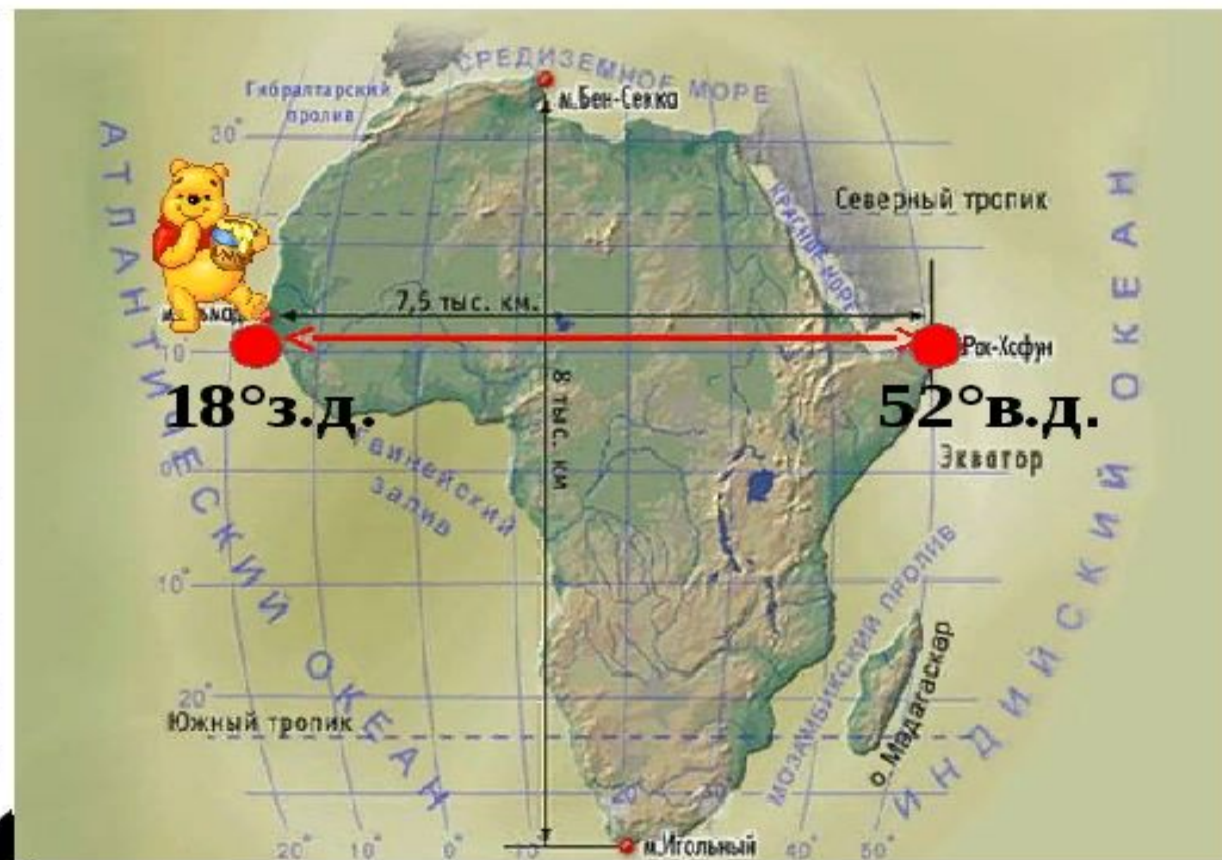 СРЕДИЗЕМНОЕ МОРЕ
Гибралтарский
пролив
м.Бен-Секка
20°
АТЛАНТИЧЕСКИЙ ОКЕАН
Северный тропик
КРАСНОЕ МОРЕ
7,5 тыс. км.
10°
Рас-Хафун
18°з.д.
52°в.д.
8 тыс. км
Гвинейский
залив
0°
Экватор
ИНДИЙСКИЙ ОКЕАН
10°
МОЗАМБИКСКИЙ ПРОЛИВ
о.Мадагаскар
20°
Южный тропик
20°
10°
0°
10°
20°
40°
50°
м.Игольный